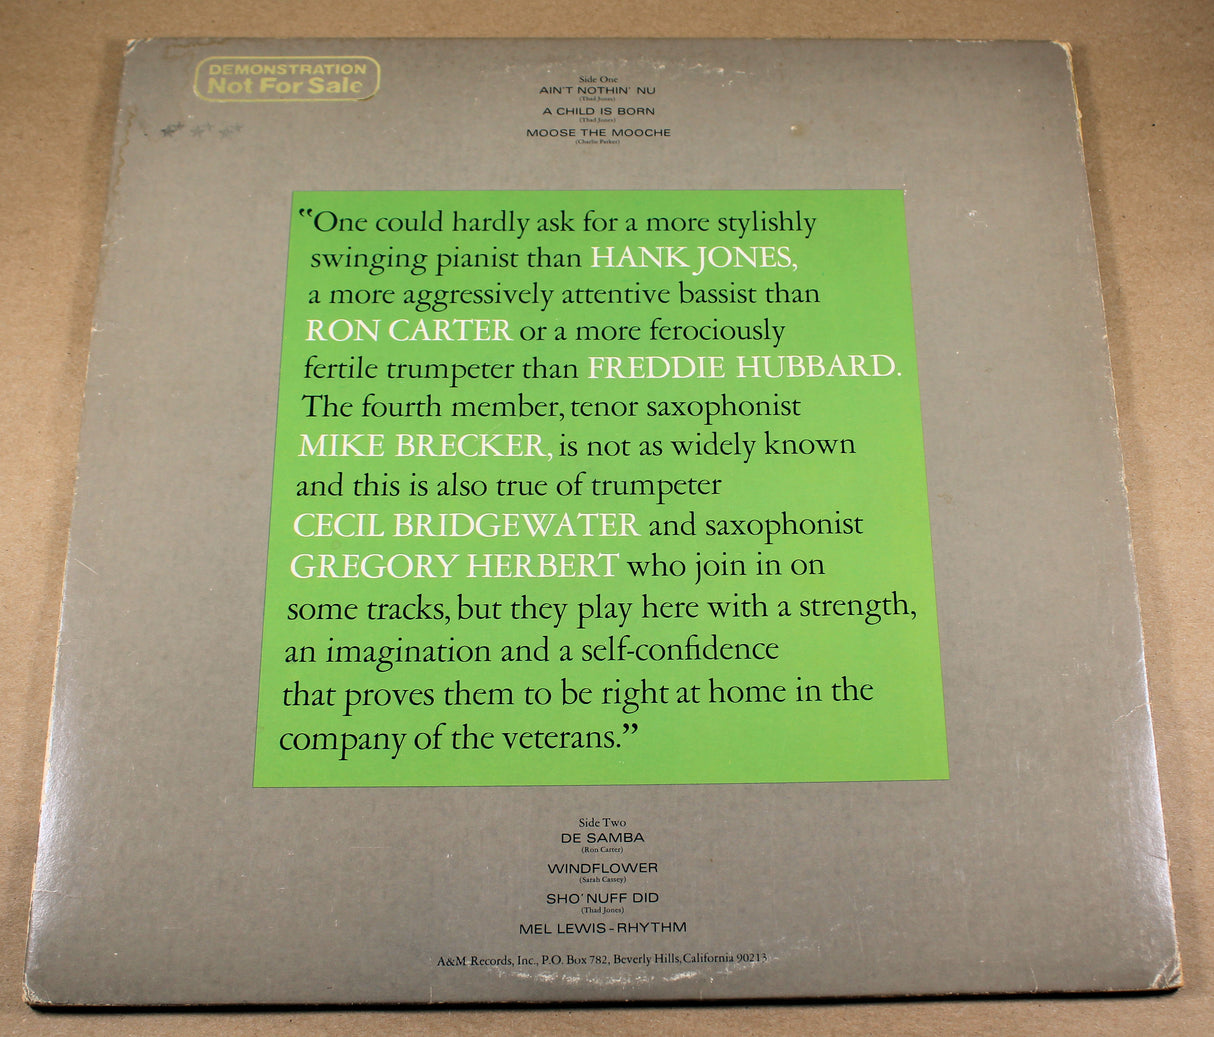 DEMONSTRATION
Not For Sale
Side One
AIN'T NOTHIN' NU
(Thad Jones)
A CHILD IS BORN
(Thad Jones)
MOOSE THE MOOCHE
(Charlie Parker)
“One could hardly ask for a more stylishly
swinging pianist than HANK JONES,
a more aggressively attentive bassist than
RON CARTER or a more ferociously
fertile trumpeter than FREDDIE HUBBARD.
The fourth member, tenor saxophonist
MIKE BRECKER, is not as widely known
and this is also true of trumpeter
CECIL BRIDGEWATER and saxophonist
GREGORY HERBERT who join in on
some tracks, but they play here with a strength,
an imagination and a self-confidence
that proves them to be right at home in the
company of the veterans.”
Side Two
DE SAMBA
(Ron Carter)
WINDFLOWER
(Sarah Cassey)
SHO' NUFF DID
(Thad Jones)
MEL LEWIS-RHYTHM
A&M Records, Inc., P.O. Box 782, Beverly Hills, California 90213